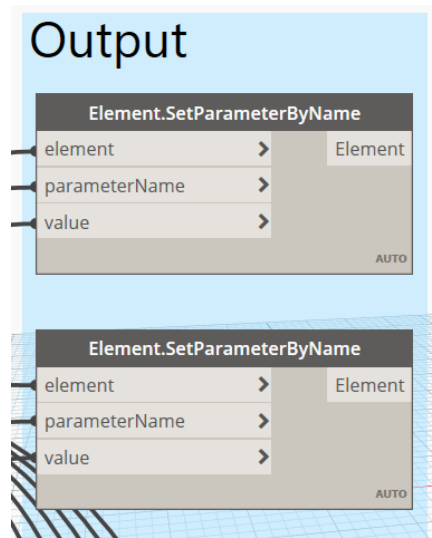 Output
Element.SetParameterByName
element > Element
parameterName >
value >
AUTO
Element.SetParameterByName
element > Element
parameterName >
value >
AUTO